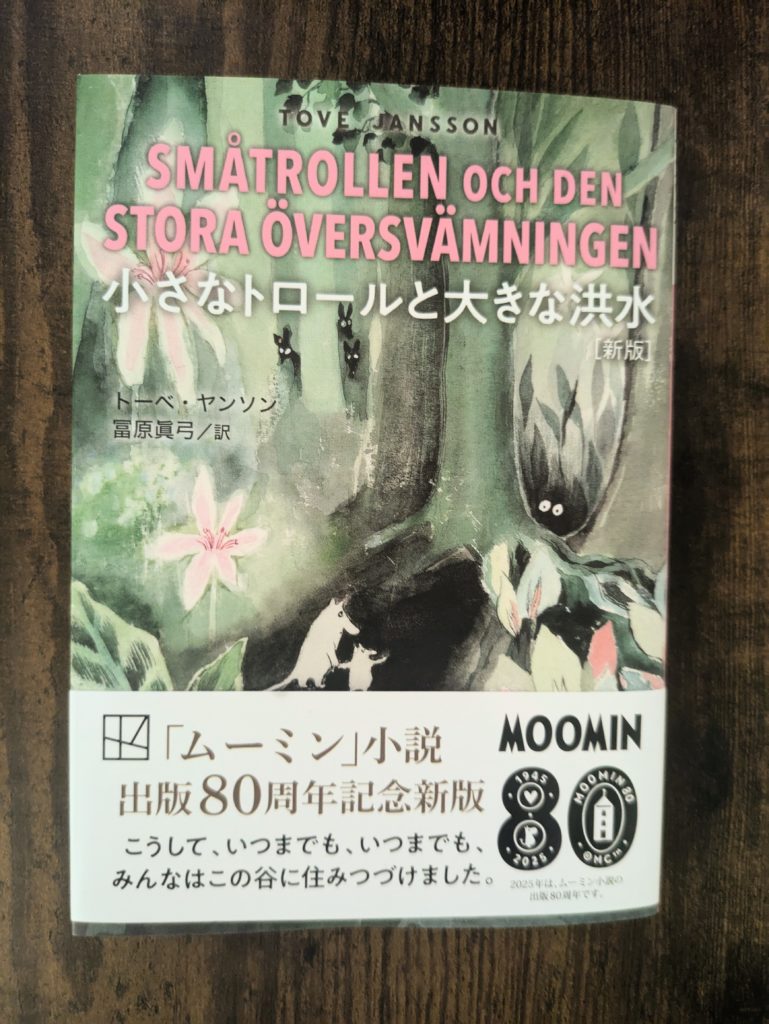 TOVE JANSSON
SMÅTROLLEN OCH DEN
STORA ÖVERSVÄMNINGEN
小さなトロールと大きな洪水
[新版]
トーベ・ヤンソン
冨原眞弓／訳
「ムーミン」小説
出版80周年記念新版
こうして、いつまでも、いつまでも、
みんなはこの谷に住みつづけました。
MOOMIN
80
1945
2025
MOOMIN 80
©MC™
2025年は、ムーミン小説の
出版80周年です。